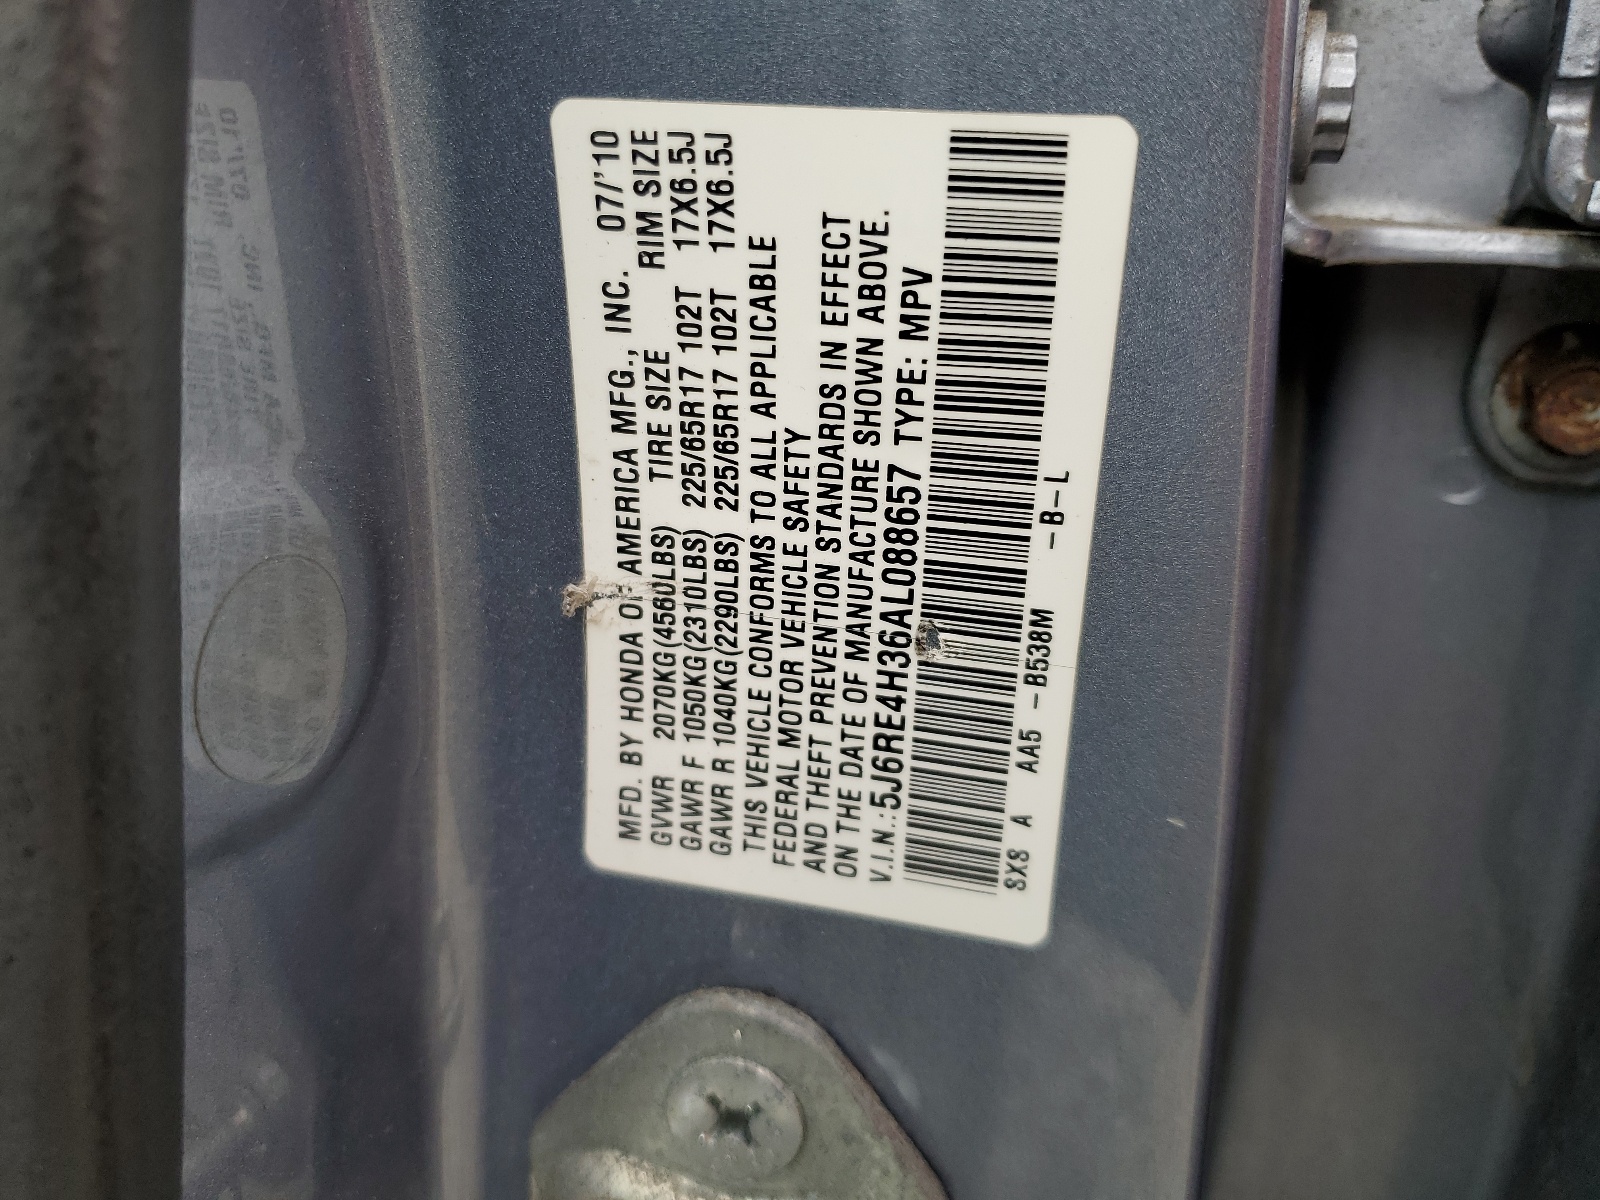 MFD. BY HONDA OF AMERICA MFG., INC. 07/'10
GVWR 2070KG(4560LBS) TIRE SIZE RIM SIZE
GAWR F 1050KG(2310LBS) 225/65R17 102T 17X6.5J
GAWR R 1040KG(2290LBS) 225/65R17 102T 17X6.5J
THIS VEHICLE CONFORMS TO ALL APPLICABLE
FEDERAL MOTOR VEHICLE SAFETY
AND THEFT PREVENTION STANDARDS IN EFFECT
ON THE DATE OF MANUFACTURE SHOWN ABOVE.
V.I.N.:5J6RE4H36AL088657 TYPE: MPV
SX8 A AA5 -B538M -B-L